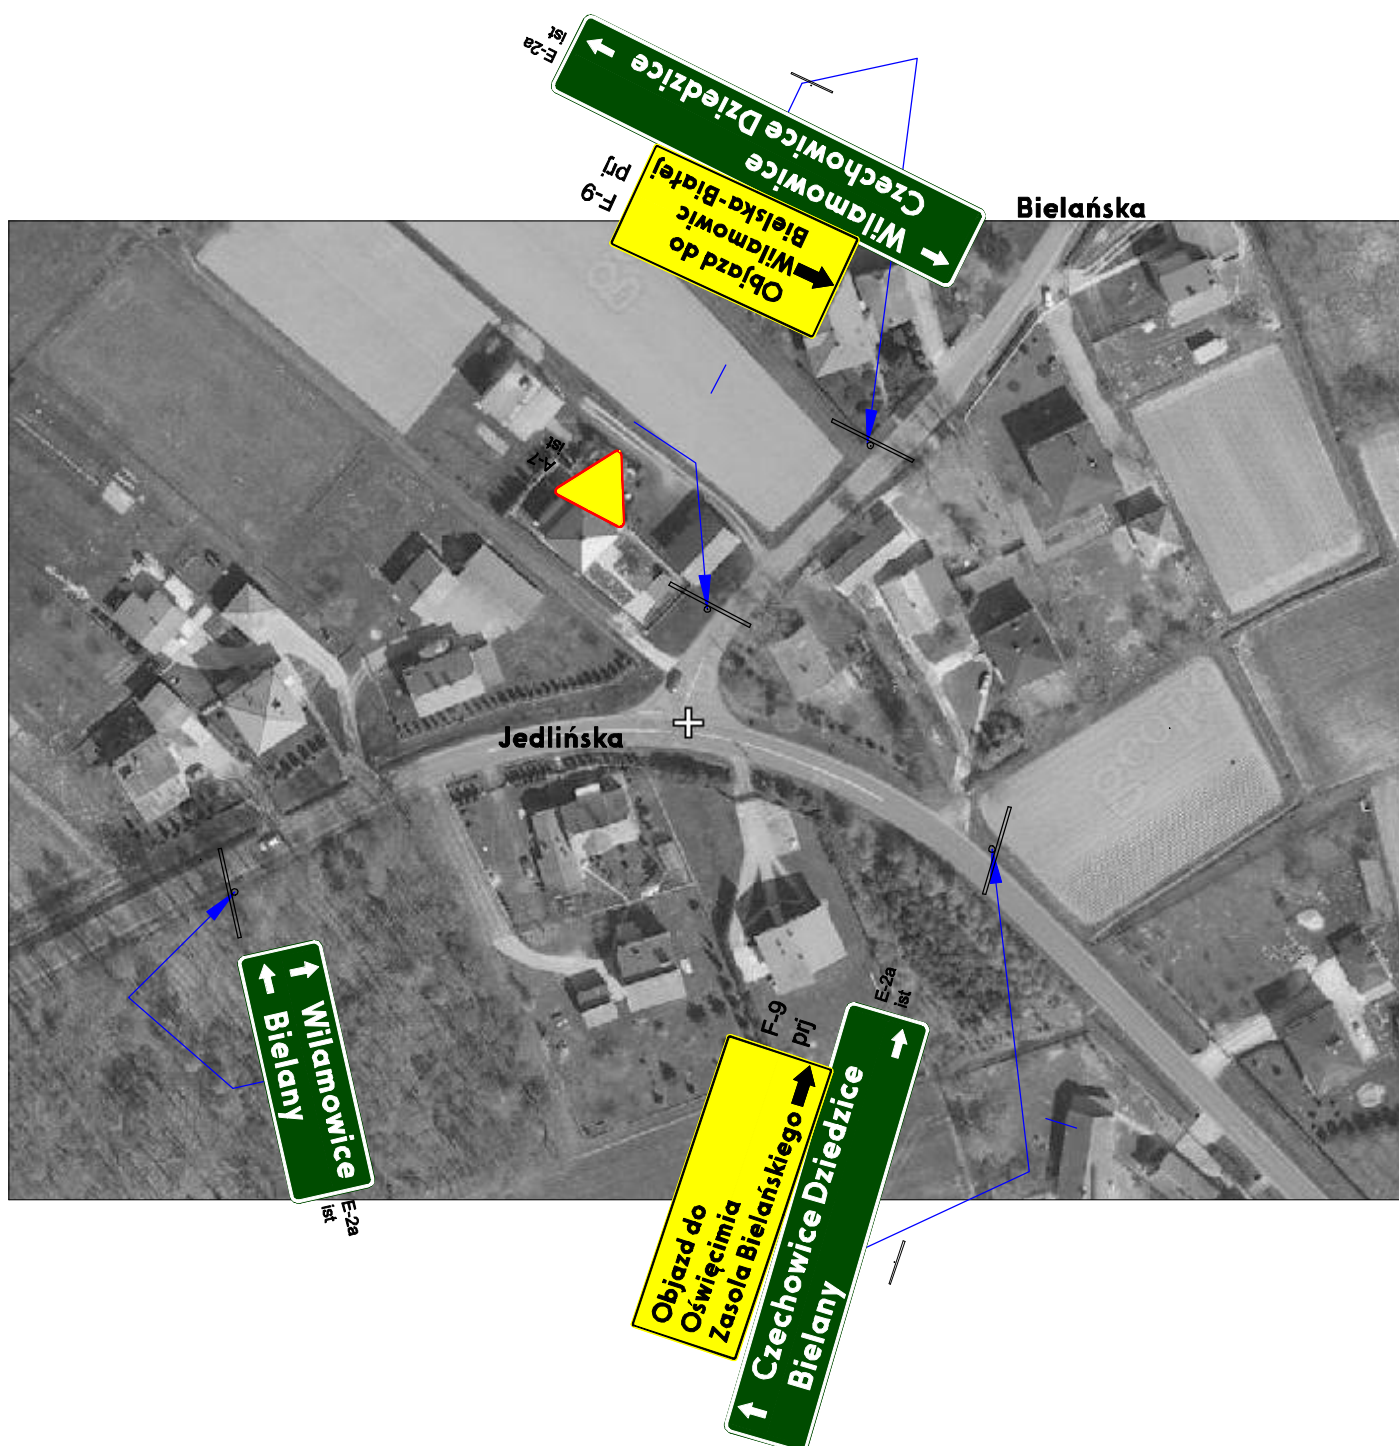 E-2a
ist
Wilamowice
Czechowice Dziedzice
F-9
prj
Objazd do
Wilamowic
Bielska-Białej
Bielańska
A-7
ist
Jedlińska
Wilamowice
Bielany
E-2a
ist
F-9
prj
Objazd do
Oświęcimia
Zasola Bielańskiego
E-2a
ist
Czechowice Dziedzice
Bielany